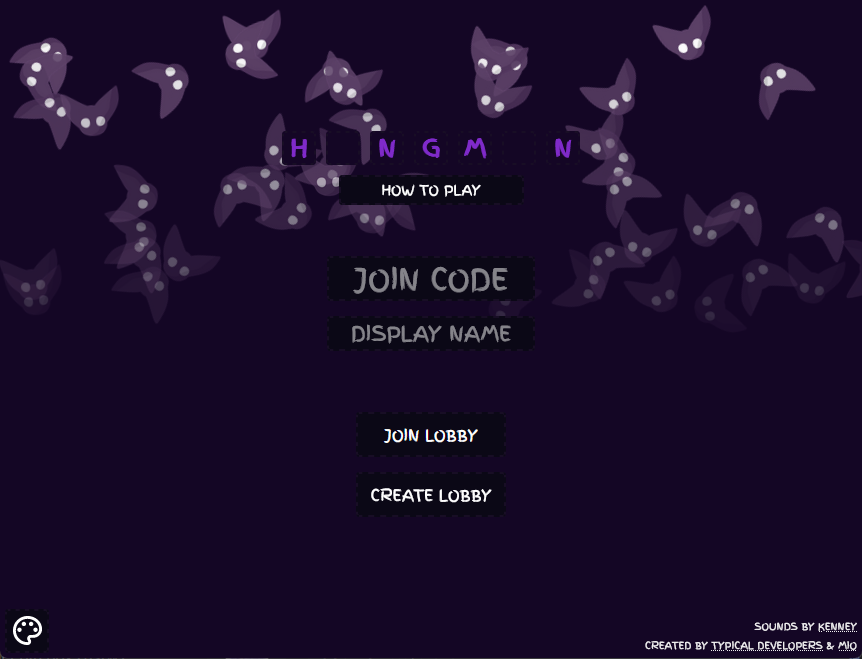 H NGM N
HOW TO PLAY
JOIN CODE
DISPLAY NAME
JOIN LOBBY
CREATE LOBBY
SOUNDS BY KENNEY
CREATED BY TYPICAL DEVELOPERS & MIO